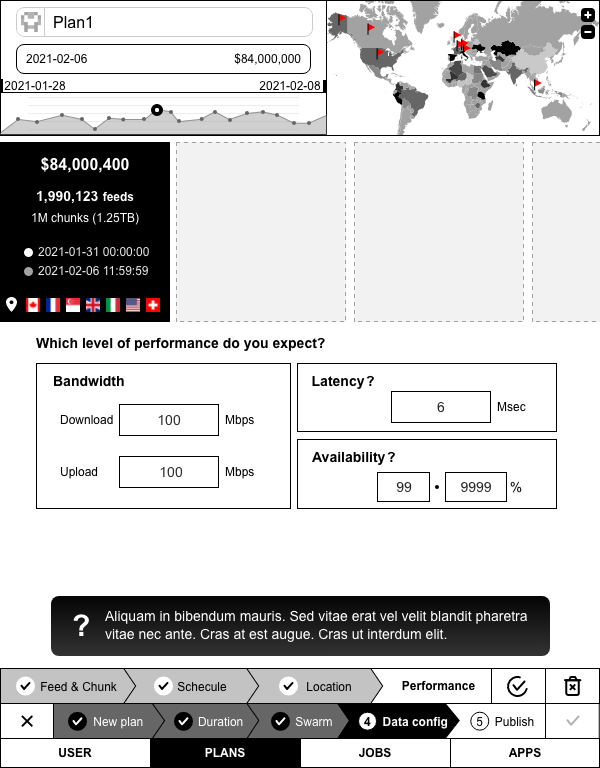 Plan1
2021-02-06 $84,000,000
2021-01-28 2021-02-08
$84,000,400
1,990,123 feeds
1M chunks (1.25TB)
2021-01-31 00:00:00
2021-02-06 11:59:59
Which level of performance do you expect?
Bandwidth
Download 100 Mbps
Upload 100 Mbps
Latency?
6 Msec
Availability?
99 • 9999 %
? Aliquam in bibendum mauris. Sed vitae erat vel velit blandit pharetra
vitae nec ante. Cras at est augue. Cras ut interdum elit.
Feed & Chunk Schecule Location Performance
New plan Duration Swarm 4 Data config 5 Publish
USER PLANS JOBS APPS